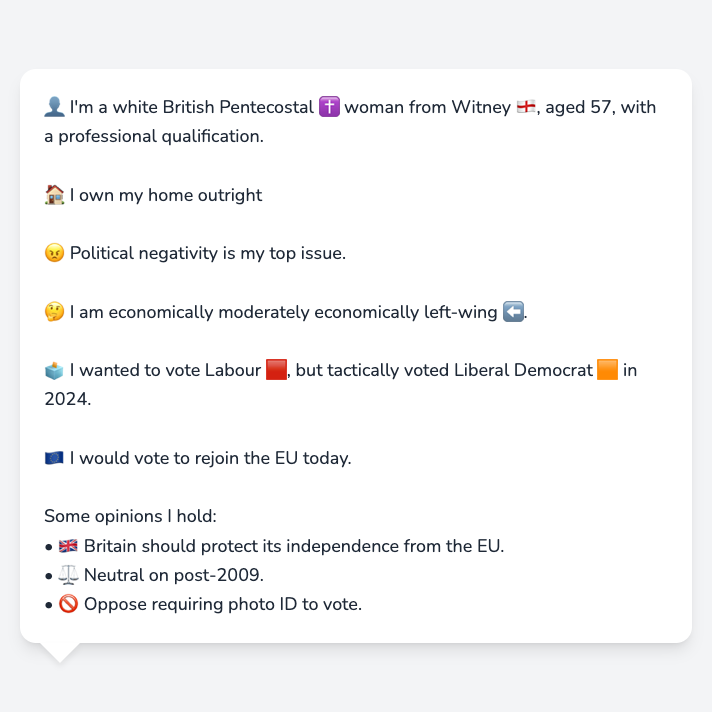 👤 I'm a white British Pentecostal ✝️ woman from Witney 🏴󠁧󠁢󠁥󠁮󠁧󠁿, aged 57, with
a professional qualification.
🏠 I own my home outright
😠 Political negativity is my top issue.
🤔 I am economically moderately economically left-wing ⬅️.
🗳️ I wanted to vote Labour 🟥, but tactically voted Liberal Democrat 🟧 in
2024.
🇪🇺 I would vote to rejoin the EU today.
Some opinions I hold:
• 🇬🇧 Britain should protect its independence from the EU.
• ⚖️ Neutral on post-2009.
• 🚫 Oppose requiring photo ID to vote.